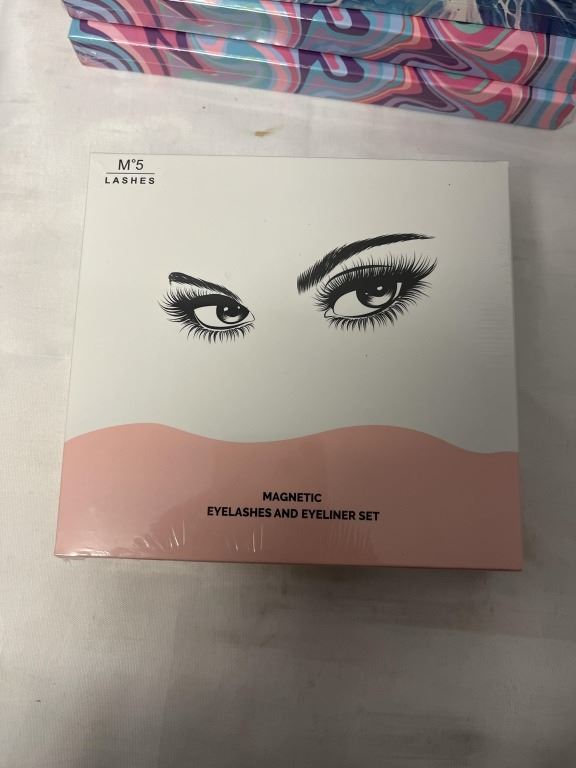 M°5
LASHES
MAGNETIC
EYELASHES AND EYELINER SET